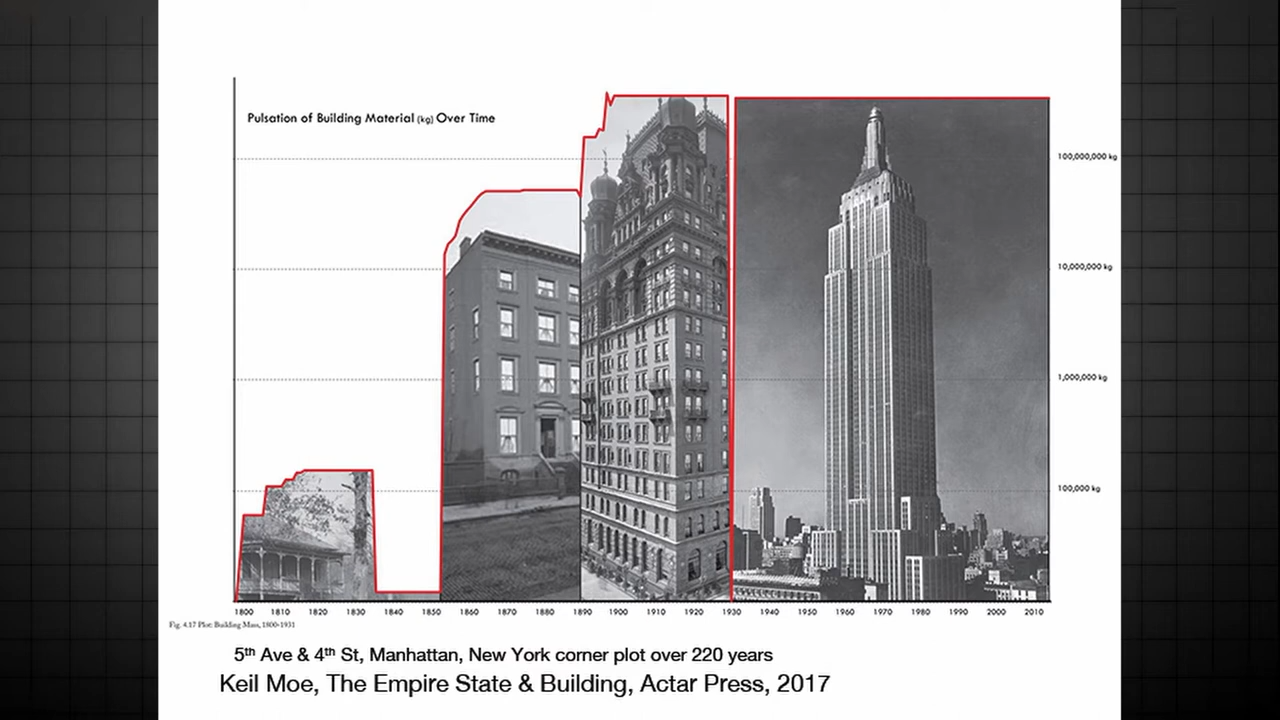 Pulsation of Building Material (kg) Over Time
100,000,000 kg
10,000,000 kg
1,000,000 kg
100,000 kg
1800 1810 1820 1830 1840 1850 1860 1870 1880 1890 1900 1910 1920 1930 1940 1950 1960 1970 1980 1990 2000 2010
Fig. 4.17 Plot: Building Mass, 1800-1931
5th Ave & 4th St, Manhattan, New York corner plot over 220 years
Keil Moe, The Empire State & Building, Actar Press, 2017